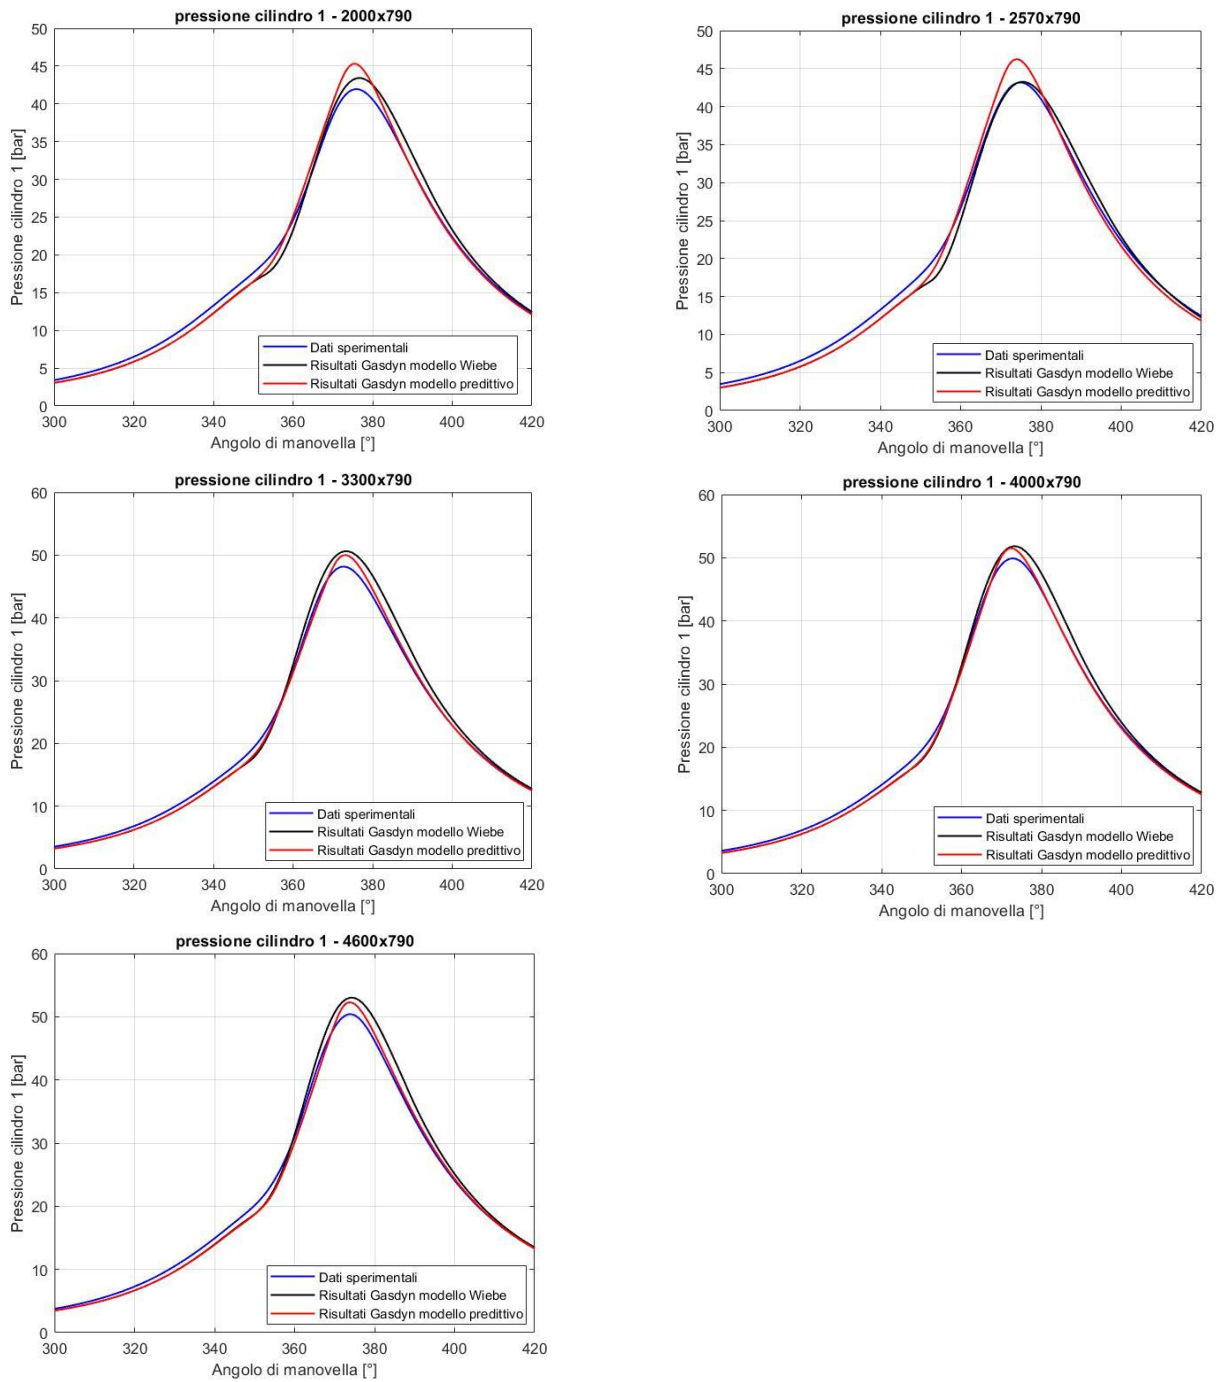 pressione cilindro 1 - 2000x790
Pressione cilindro 1 [bar]
50
45
40
35
30
25
20
15
10
5
0
Dati sperimentali
Risultati Gasdyn modello Wiebe
Risultati Gasdyn modello predittivo
300 320 340 360 380 400 420
Angolo di manovella [°]
pressione cilindro 1 - 2570x790
Pressione cilindro 1 [bar]
50
45
40
35
30
25
20
15
10
5
0
Dati sperimentali
Risultati Gasdyn modello Wiebe
Risultati Gasdyn modello predittivo
300 320 340 360 380 400 420
Angolo di manovella [°]
pressione cilindro 1 - 3300x790
Pressione cilindro 1 [bar]
60
50
40
30
20
10
0
Dati sperimentali
Risultati Gasdyn modello Wiebe
Risultati Gasdyn modello predittivo
300 320 340 360 380 400 420
Angolo di manovella [°]
pressione cilindro 1 - 4000x790
Pressione cilindro 1 [bar]
60
50
40
30
20
10
0
Dati sperimentali
Risultati Gasdyn modello Wiebe
Risultati Gasdyn modello predittivo
300 320 340 360 380 400 420
Angolo di manovella [°]
pressione cilindro 1 - 4600x790
Pressione cilindro 1 [bar]
60
50
40
30
20
10
0
Dati sperimentali
Risultati Gasdyn modello Wiebe
Risultati Gasdyn modello predittivo
300 320 340 360 380 400 420
Angolo di manovella [°]